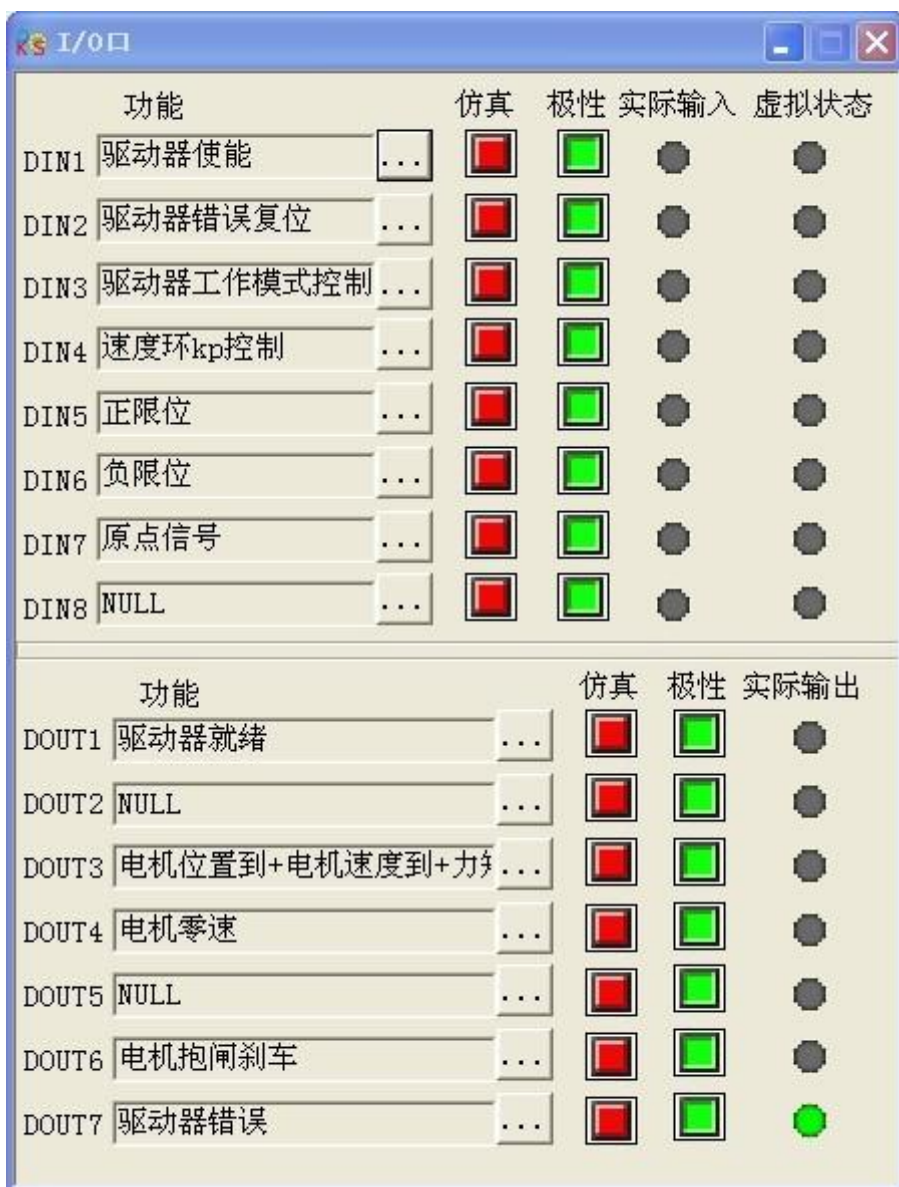 I/O口
功能 仿真 极性 实际输入 虚拟状态
DIN1 驱动器使能 ...
DIN2 驱动器错误复位 ...
DIN3 驱动器工作模式控制 ...
DIN4 速度环kp控制 ...
DIN5 正限位 ...
DIN6 负限位 ...
DIN7 原点信号 ...
DIN8 NULL ...
功能 仿真 极性 实际输出
DOUT1 驱动器就绪 ...
DOUT2 NULL ...
DOUT3 电机位置到+电机速度到+力 ...
DOUT4 电机零速 ...
DOUT5 NULL ...
DOUT6 电机抱闸刹车 ...
DOUT7 驱动器错误 ...